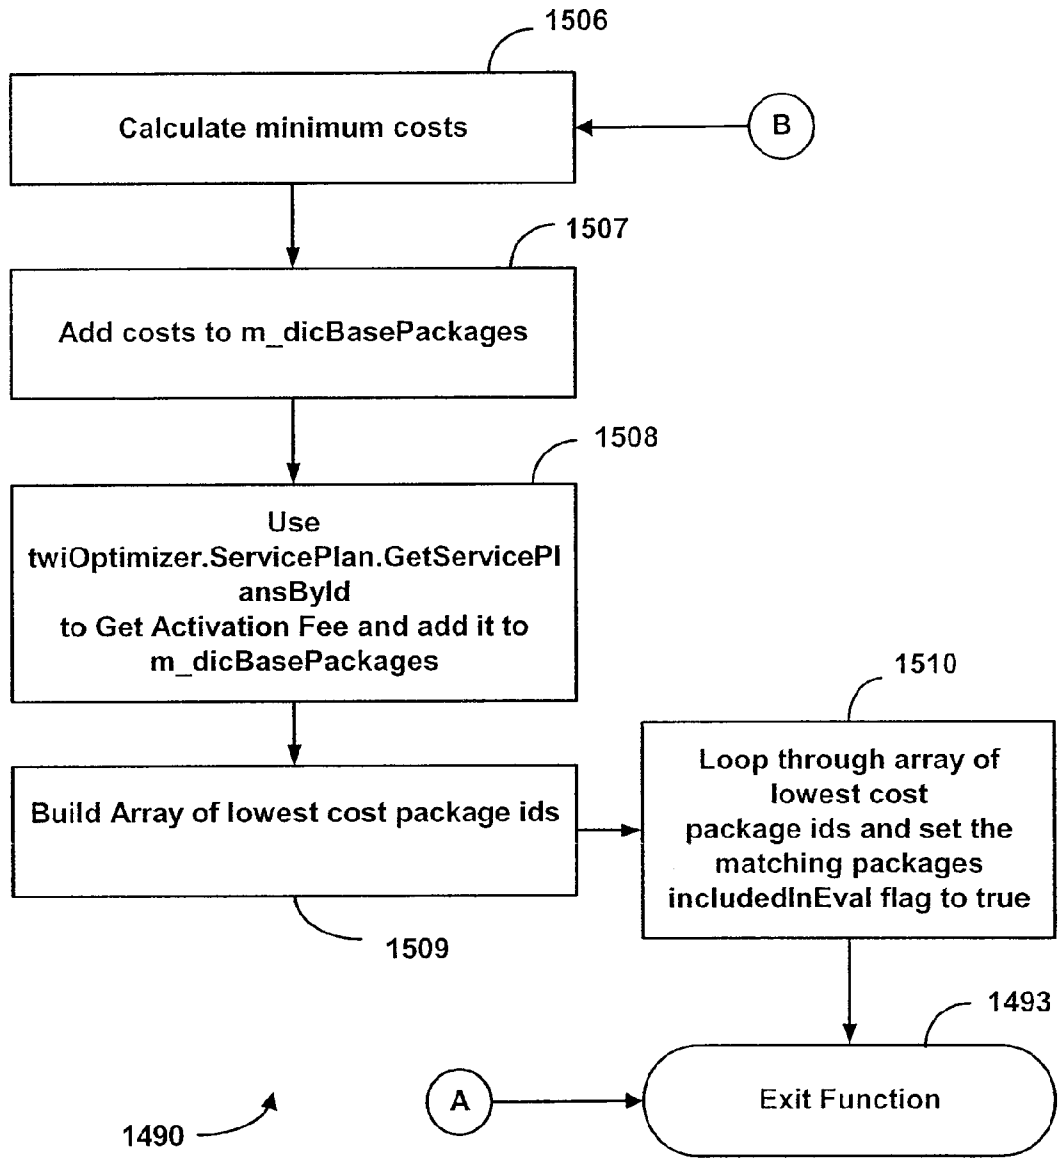 1506
Calculate minimum costs
B
1507
Add costs to m_dicBasePackages
1508
Use
twiOptimizer.ServicePlan.GetServicePl
ansById
to Get Activation Fee and add it to
m_dicBasePackages
1510
Loop through array of
lowest cost
package ids and set the
matching packages
includedInEval flag to true
Build Array of lowest cost package ids
1509
1493
Exit Function
A
1490